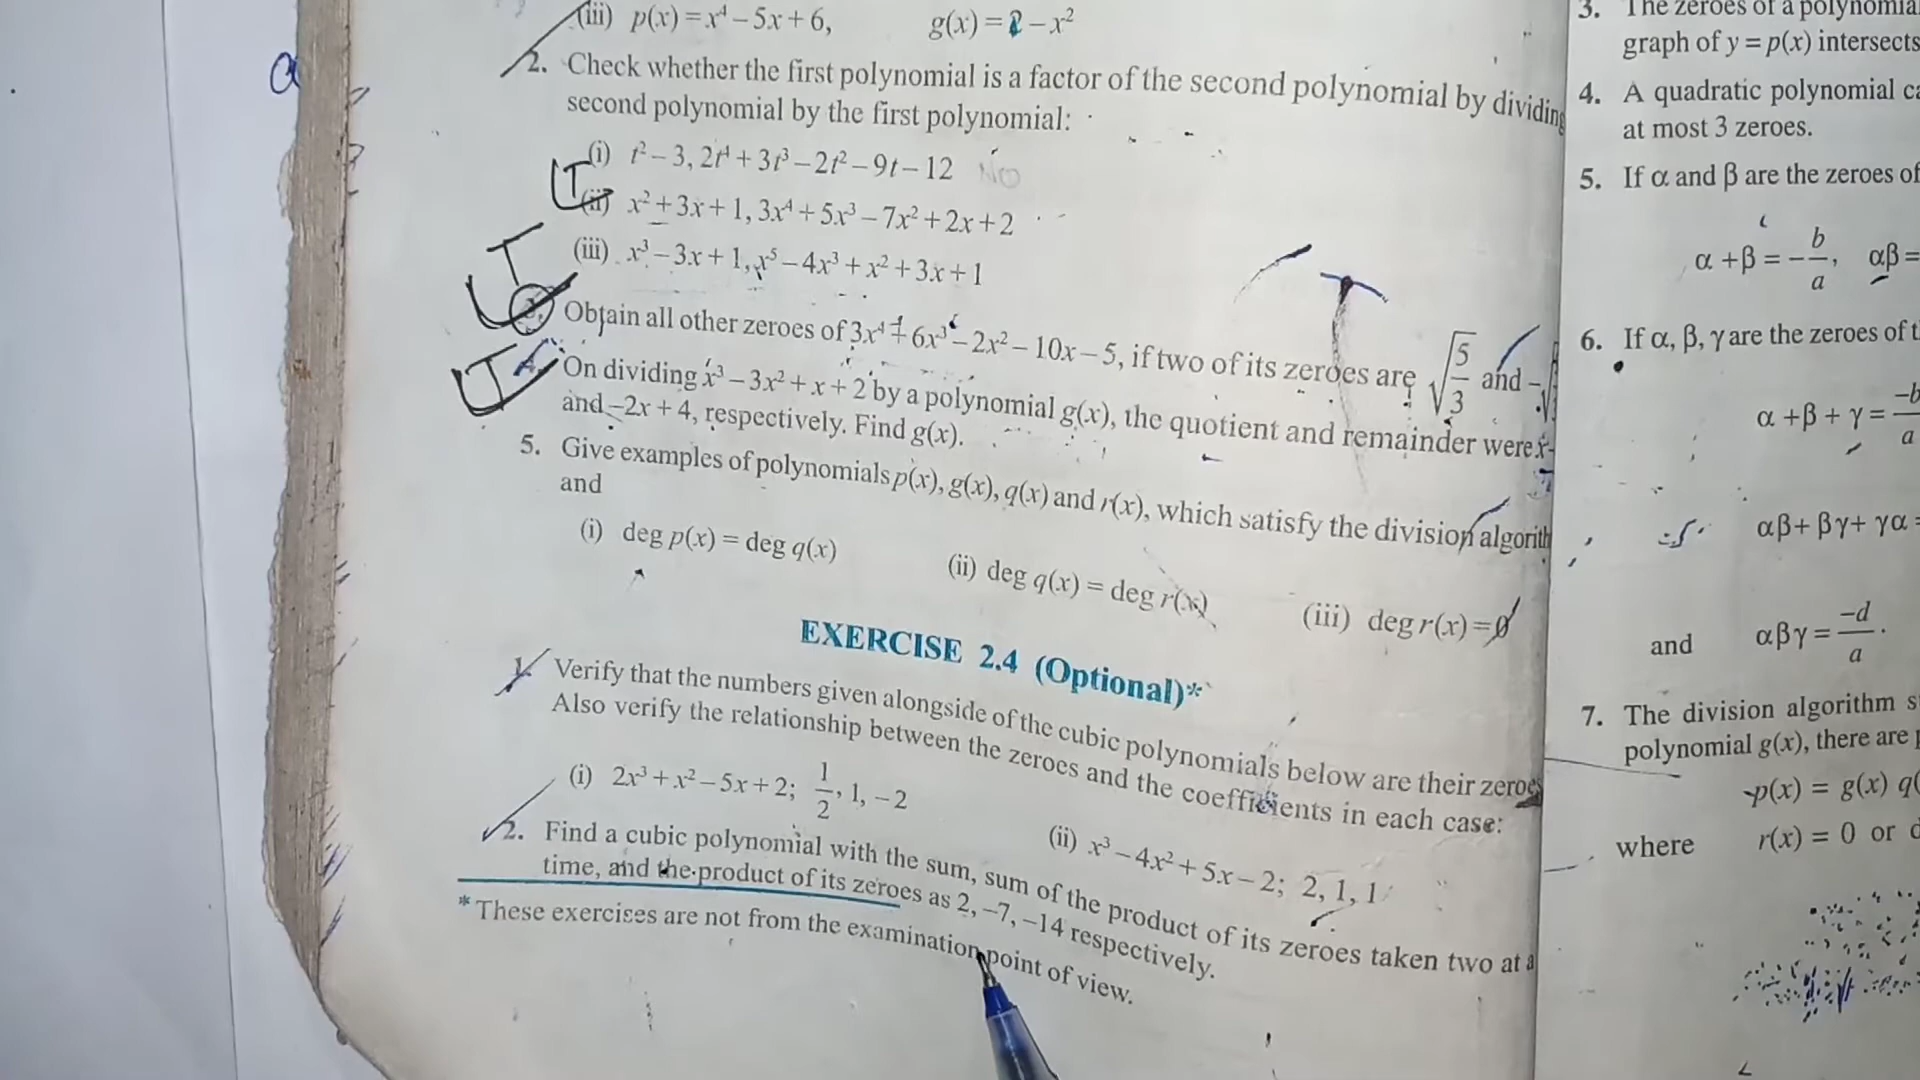 (iii) p(x) = x⁴ – 5x + 6, g(x) = 2 – x²
2. Check whether the first polynomial is a factor of the second polynomial by dividing
second polynomial by the first polynomial:
(i) t² – 3, 2t⁴ + 3t³ – 2t² – 9t – 12 NO
(ii) x² + 3x + 1, 3x⁴ + 5x³ – 7x² + 2x + 2
(iii) x³ – 3x + 1, x⁵ – 4x³ + x² + 3x + 1
Obtain all other zeroes of 3x⁴ + 6x³ – 2x² – 10x – 5, if two of its zeroes are √5/3 and –
On dividing x³ – 3x² + x + 2 by a polynomial g(x), the quotient and remainder were x –
and –2x + 4, respectively. Find g(x).
5. Give examples of polynomials p(x), g(x), q(x) and r(x), which satisfy the division algorith
and
(i) deg p(x) = deg q(x) (ii) deg q(x) = deg r(x) (iii) deg r(x) = 0
EXERCISE 2.4 (Optional)*
1. Verify that the numbers given alongside of the cubic polynomials below are their zeroes
Also verify the relationship between the zeroes and the coefficients in each case:
(i) 2x³ + x² – 5x + 2; 1/2, 1, –2 (ii) x³ – 4x² + 5x – 2; 2, 1, 1
2. Find a cubic polynomial with the sum, sum of the product of its zeroes taken two at a
time, and the product of its zeroes as 2, –7, –14 respectively.
* These exercises are not from the examination point of view.
3. The zeroes of a polynomial
graph of y = p(x) intersects
4. A quadratic polynomial ca
at most 3 zeroes.
5. If α and β are the zeroes of
α + β = – b/a, αβ =
6. If α, β, γ are the zeroes of t
α + β + γ = –b/a
αβ + βγ + γα =
and αβγ = –d/a .
7. The division algorithm s
polynomial g(x), there are p
p(x) = g(x) q(
where r(x) = 0 or d